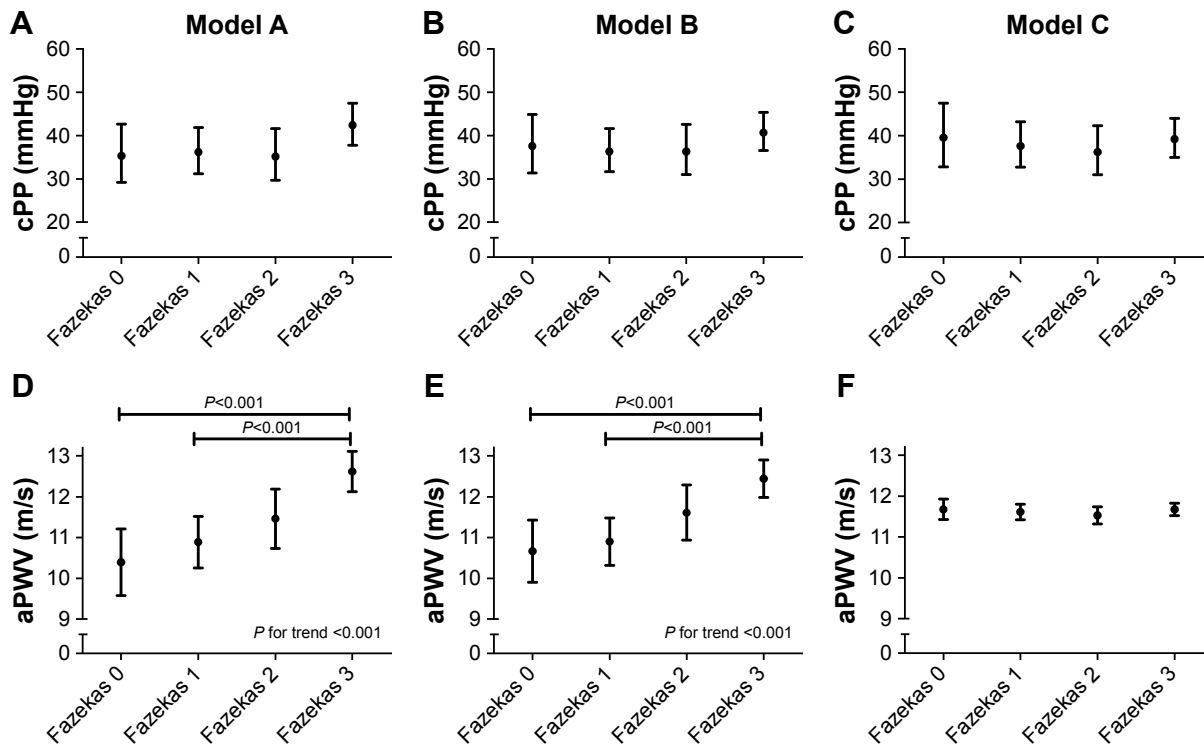 A
Model A
cPP (mmHg)
60
50
40
30
20
0
Fazekas 0
Fazekas 1
Fazekas 2
Fazekas 3
B
Model B
cPP (mmHg)
60
50
40
30
20
0
Fazekas 0
Fazekas 1
Fazekas 2
Fazekas 3
C
Model C
cPP (mmHg)
60
50
40
30
20
0
Fazekas 0
Fazekas 1
Fazekas 2
Fazekas 3
D
P<0.001
P<0.001
aPWV (m/s)
13
12
11
10
9
0
P for trend <0.001
Fazekas 0
Fazekas 1
Fazekas 2
Fazekas 3
E
P<0.001
P<0.001
aPWV (m/s)
13
12
11
10
9
0
P for trend <0.001
Fazekas 0
Fazekas 1
Fazekas 2
Fazekas 3
F
aPWV (m/s)
13
12
11
10
9
0
Fazekas 0
Fazekas 1
Fazekas 2
Fazekas 3